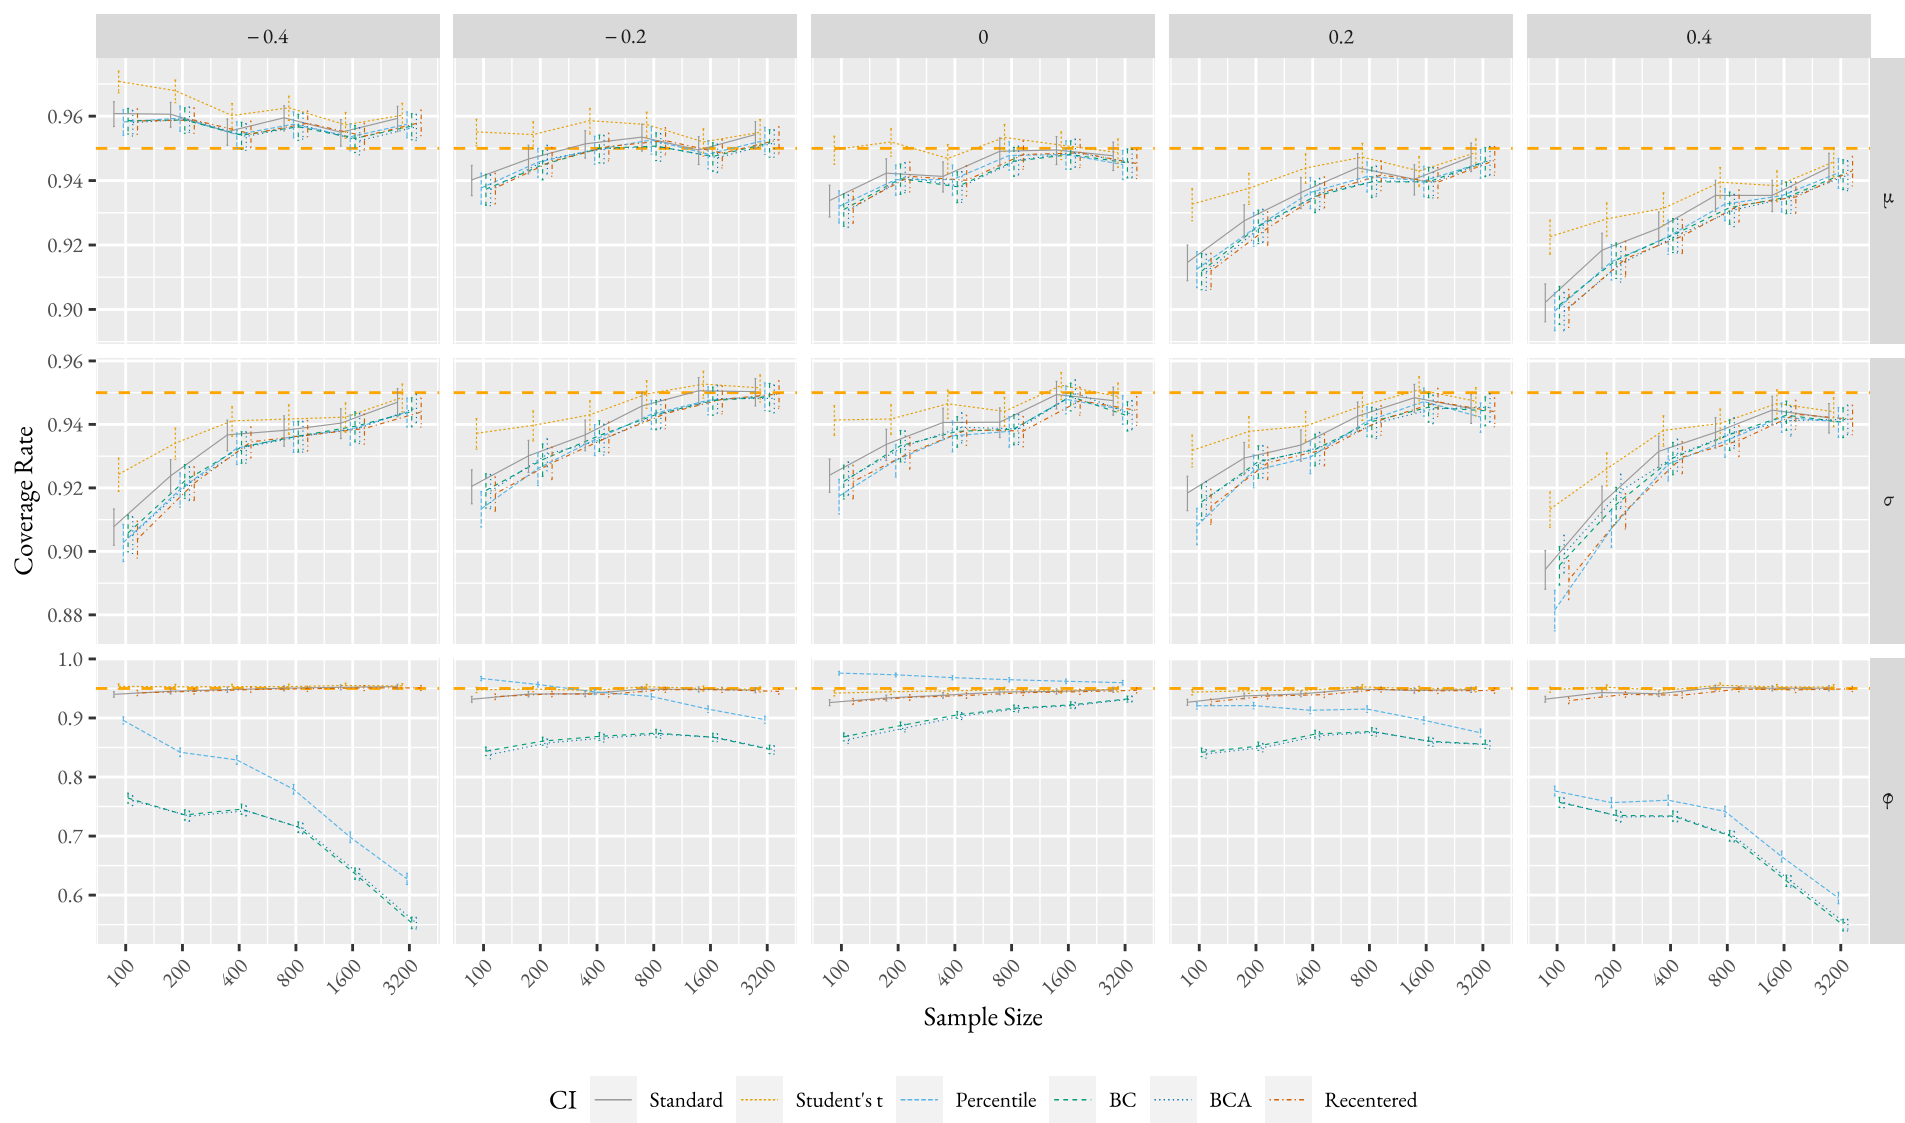 − 0.4 − 0.2 0 0.2 0.4
0.96
0.94
0.92
0.90
μ
0.96
0.94
0.92
0.90
0.88
σ
1.0
0.9
0.8
0.7
0.6
φ
Coverage Rate
100 200 400 800 1600 3200 100 200 400 800 1600 3200 100 200 400 800 1600 3200 100 200 400 800 1600 3200 100 200 400 800 1600 3200
Sample Size
CI Standard Student's t Percentile BC BCA Recentered